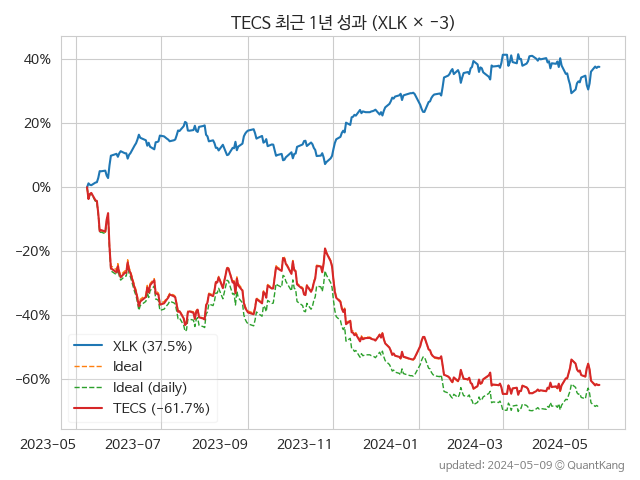 TECS 최근 1년 성과 (XLK × −3)
40%
20%
0%
−20%
−40%
−60%
XLK (37.5%)
Ideal
Ideal (daily)
TECS (−61.7%)
2023-05 2023-07 2023-09 2023-11 2024-01 2024-03 2024-05
updated: 2024-05-09 © QuantKang